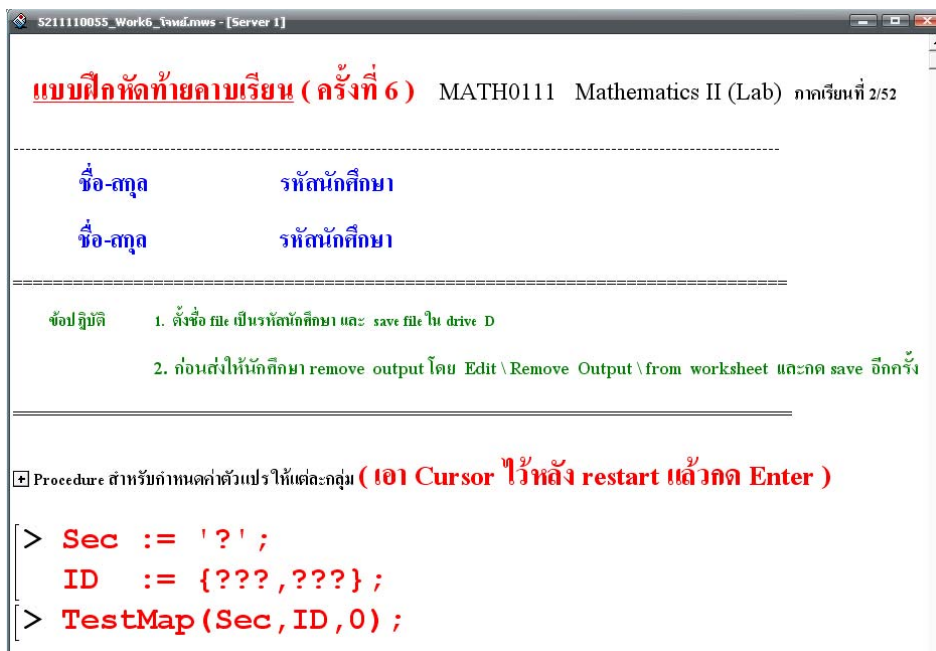 5211110055_Work6_โจทย์.mws - [Server 1]
แบบฝึกหัดท้ายคาบเรียน ( ครั้งที่ 6 ) MATH0111 Mathematics II (Lab) ภาคเรียนที่ 2/52
ชื่อ-สกุล รหัสนักศึกษา
ชื่อ-สกุล รหัสนักศึกษา
ข้อปฎิบัติ 1. ตั้งชื่อ file เป็นรหัสนักศึกษา และ save file ใน drive D
2. ก่อนส่งให้นักศึกษา remove output โดย Edit \ Remove Output \ from worksheet และกด save อีกครั้ง
Procedure สำหรับกำหนดค่าตัวแปร ให้แต่ละกลุ่ม ( เอา Cursor ไว้หลัง restart แล้วกด Enter )
> Sec := '?';
ID := {???,???};
> TestMap(Sec,ID,0);